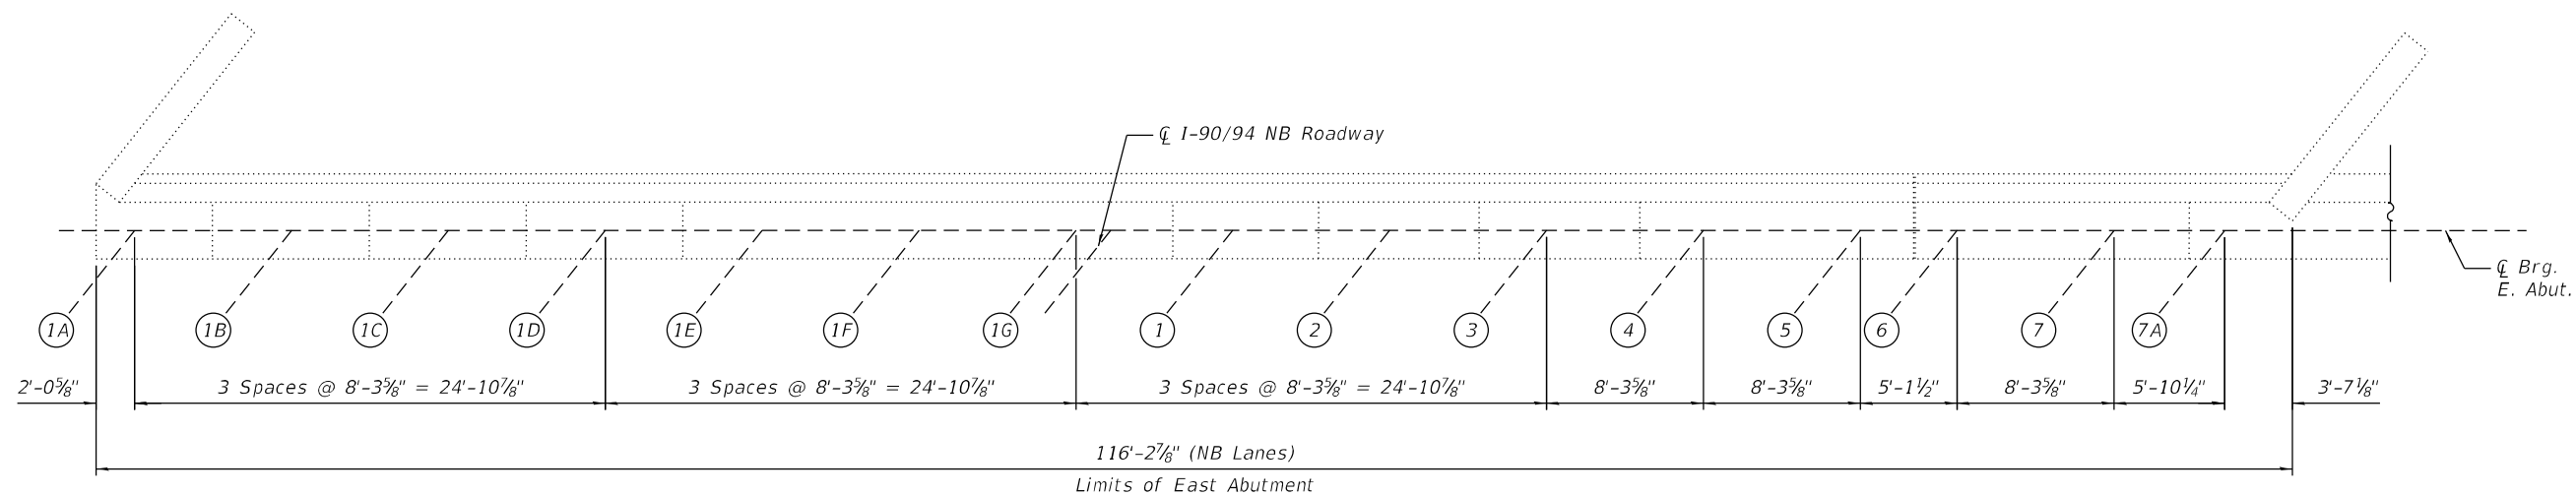 ℄ I-90/94 NB Roadway
℄ Brg.
E. Abut.
1A 1B 1C 1D 1E 1F 1G 1 2 3 4 5 6 7 7A
2'-0⅝" 3 Spaces @ 8'-3⅝" = 24'-10⅞" 3 Spaces @ 8'-3⅝" = 24'-10⅞" 3 Spaces @ 8'-3⅝" = 24'-10⅞" 8'-3⅝" 8'-3⅝" 5'-1½" 8'-3⅝" 5'-10¼" 3'-7⅛"
116'-2⅞" (NB Lanes)
Limits of East Abutment